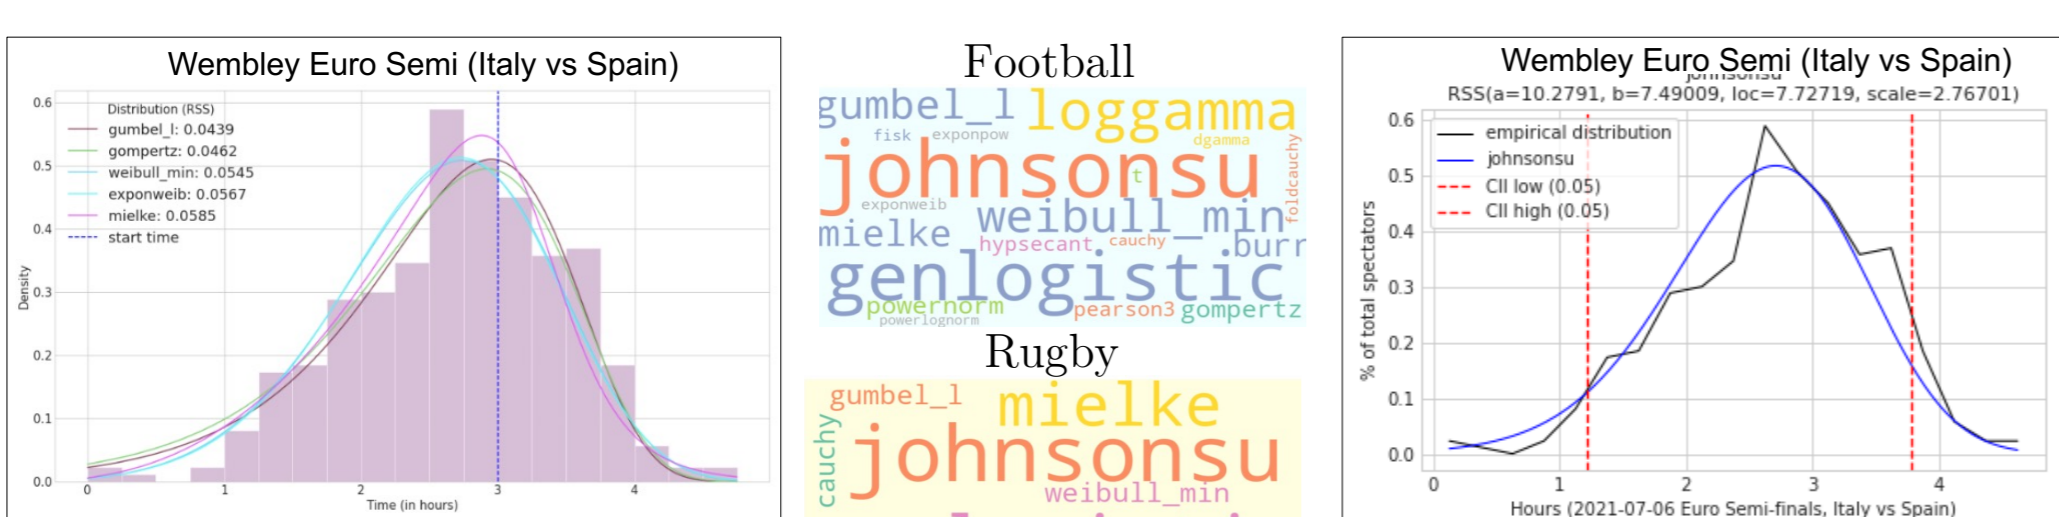 Wembley Euro Semi (Italy vs Spain)
0.6
0.5
0.4
0.3
0.2
0.1
0.0
Density
Distribution (RSS)
gumbel_l: 0.0439
gompertz: 0.0462
weibull_min: 0.0545
exponweib: 0.0567
mielke: 0.0585
start time
0 1 2 3 4
Time (in hours)
Football
gumbel_l loggamma
fisk exponpow dgamma
johnsonsu
t
foldcauchy
exponweib
weibull_min
mielke
hypsecant cauchy burr
genlogistic
powernorm pearson3 gompertz
powerlognorm
Rugby
gumbel_l mielke
cauchy
johnsonsu
weibull_min
Wembley Euro Semi (Italy vs Spain)
johnsonsu
RSS(a=10.2791, b=7.49009, loc=7.72719, scale=2.76701)
0.6
0.5
0.4
0.3
0.2
0.1
0.0
% of total spectators
empirical distribution
johnsonsu
CII low (0.05)
CII high (0.05)
0 1 2 3 4
Hours (2021-07-06 Euro Semi-finals, Italy vs Spain)